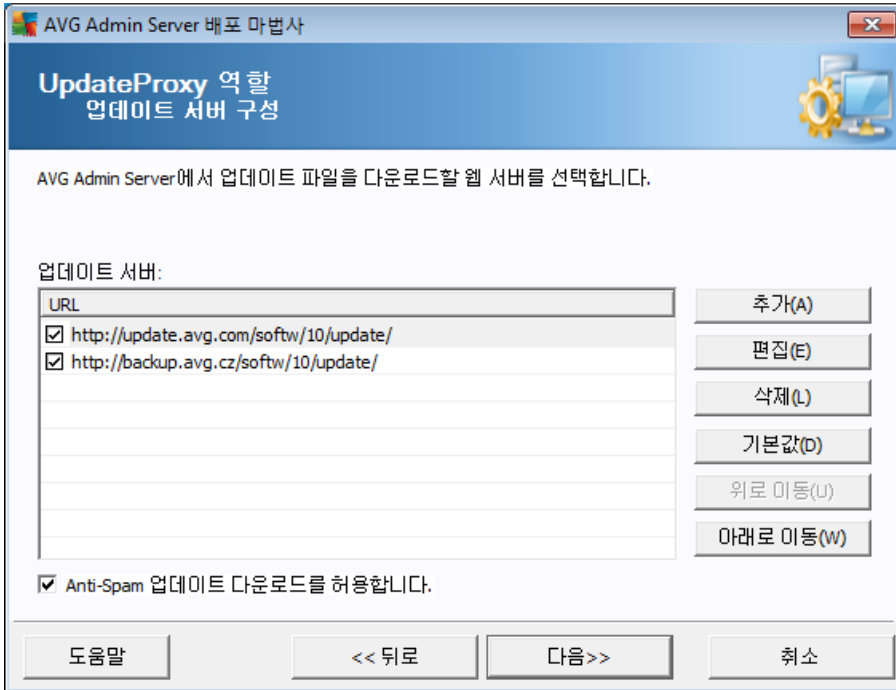 AVG Admin Server 배포 마법사
UpdateProxy 역할
업데이트 서버 구성
AVG Admin Server에서 업데이트 파일을 다운로드할 웹 서버를 선택합니다.
업데이트 서버:
URL
http://update.avg.com/softw/10/update/
http://backup.avg.cz/softw/10/update/
추가(A)
편집(E)
삭제(L)
기본값(D)
위로 이동(U)
아래로 이동(W)
Anti-Spam 업데이트 다운로드를 허용합니다.
도움말
<< 뒤로
다음>>
취소